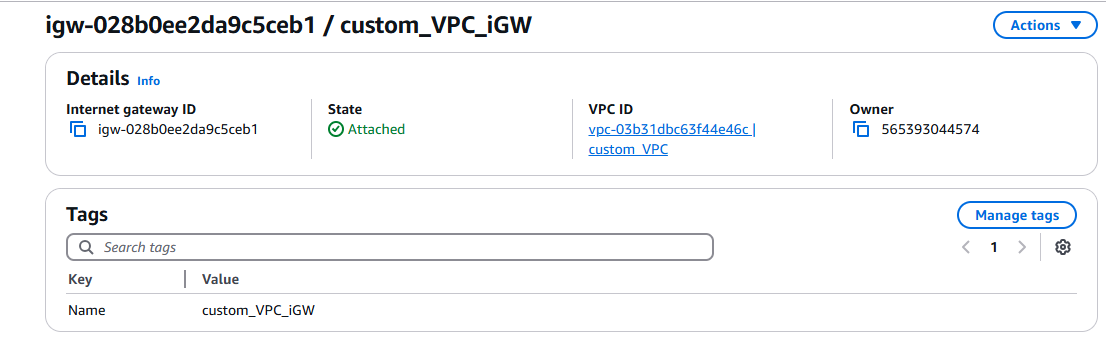 igw-028b0ee2da9c5ceb1 / custom_VPC_iGW
Actions
Details Info
Internet gateway ID
igw-028b0ee2da9c5ceb1
State
Attached
VPC ID
vpc-03b31dbc63f44e46c |
custom_VPC
Owner
565393044574
Tags
Manage tags
Search tags
1
Key Value
Name custom_VPC_iGW